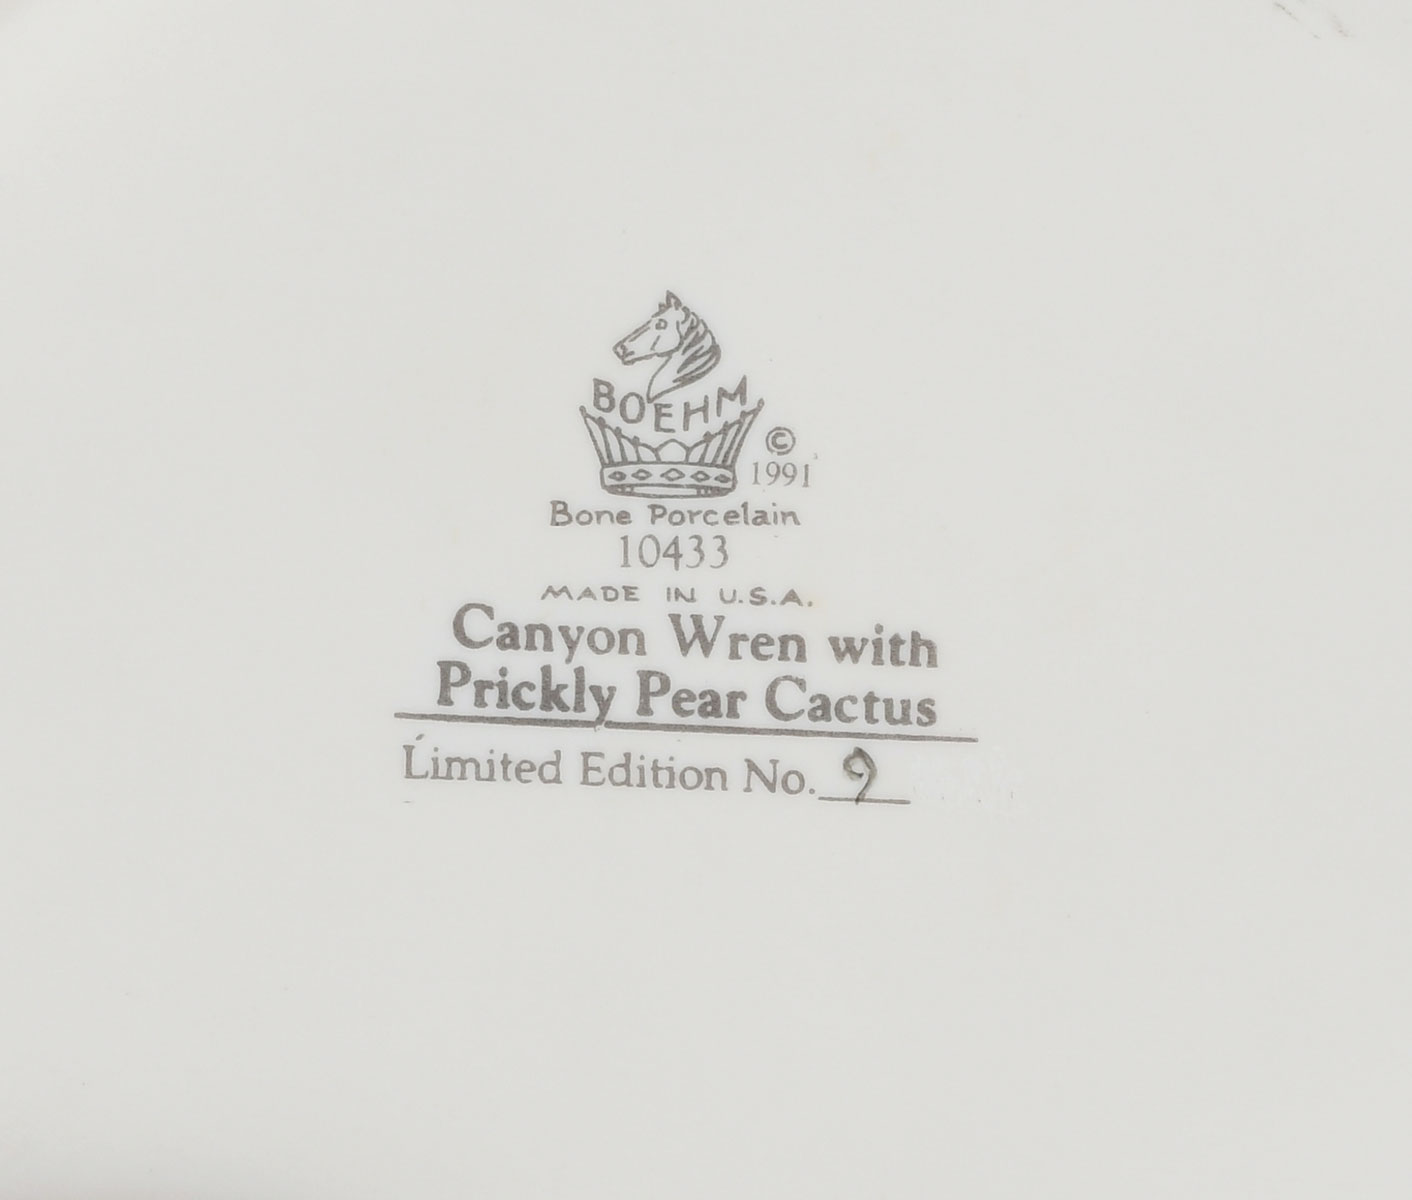 BOEHM
©
1991
Bone Porcelain
10433
MADE IN U.S.A.
Canyon Wren with
Prickly Pear Cactus
Limited Edition No. 9